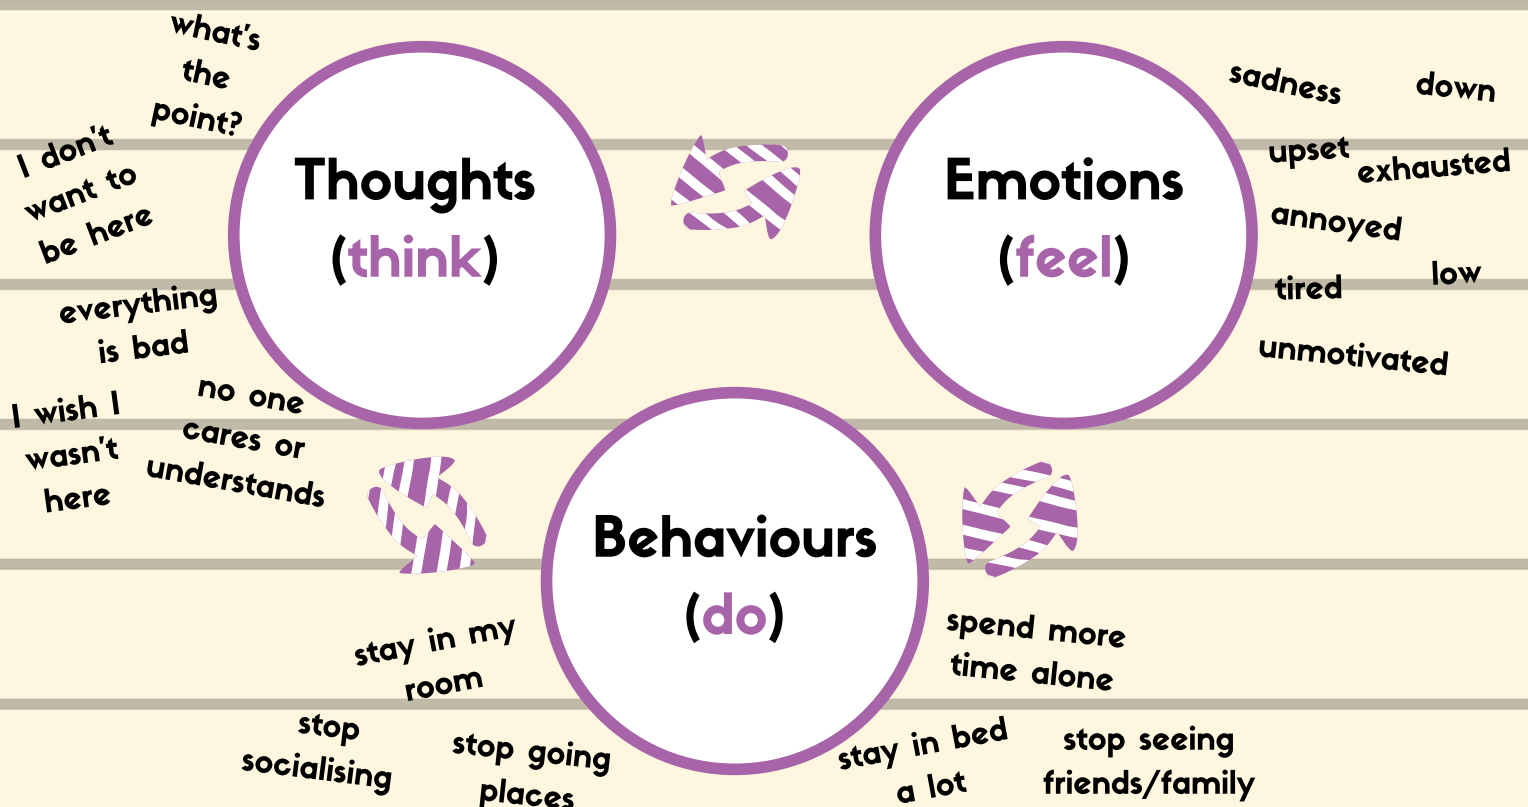 what's
the
point?
I don't
want to
be here
everything
is bad
I wish I
wasn't
here
no one
cares or
understands
Thoughts
(think)
Emotions
(feel)
sadness
down
upset
exhausted
annoyed
tired
low
unmotivated
Behaviours
(do)
stay in my
room
stop
socialising
stop going
places
spend more
time alone
stay in bed
a lot
stop seeing
friends/family